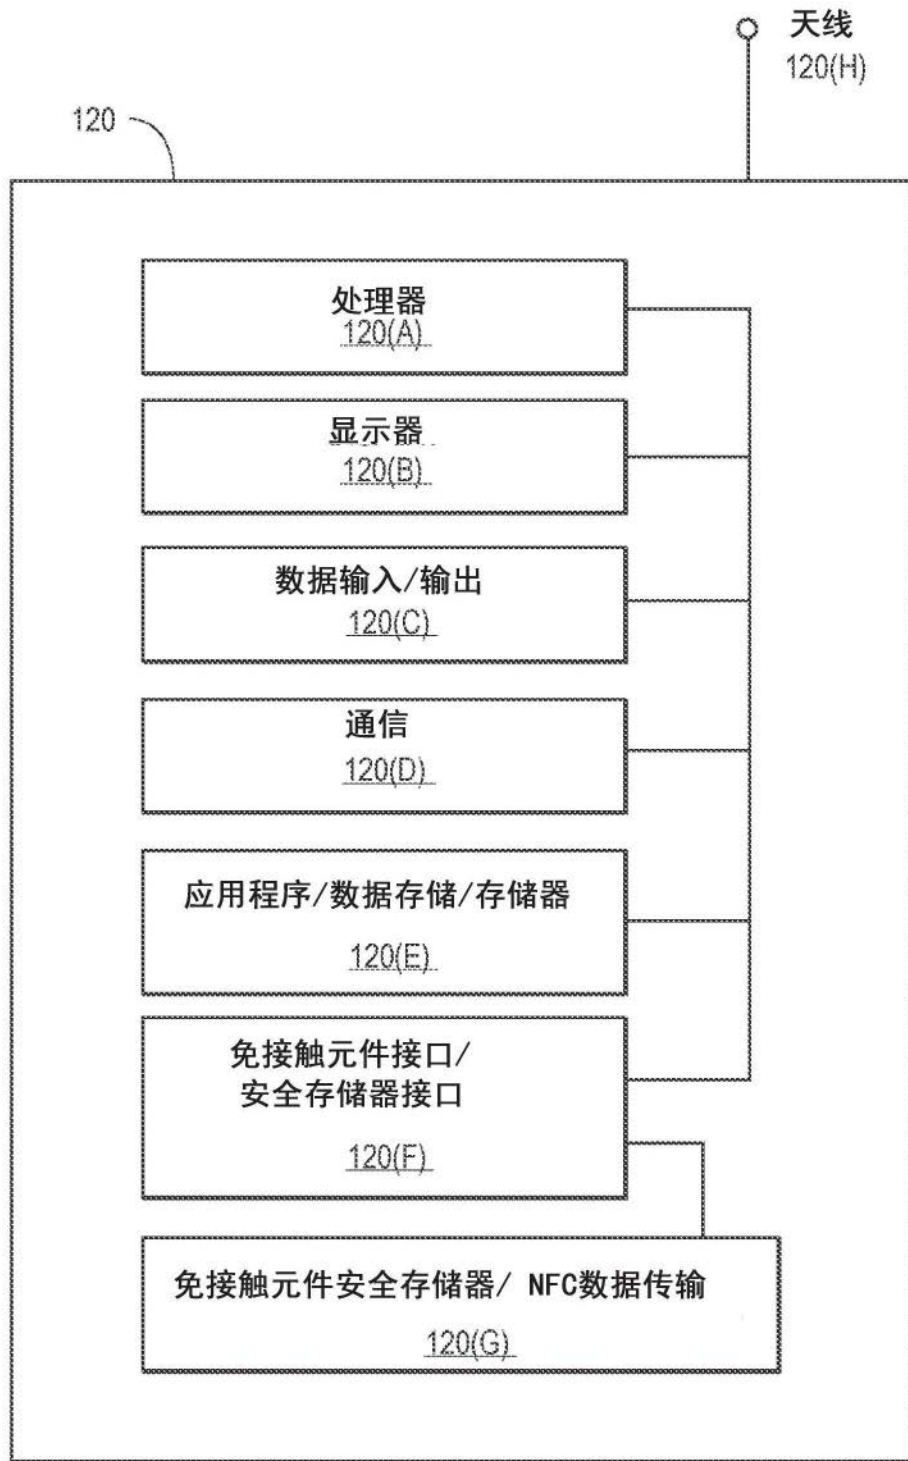 天线
120(H)
120
处理器
120(A)
显示器
120(B)
数据输入/输出
120(C)
通信
120(D)
应用程序/数据存储/存储器
120(E)
免接触元件接口/
安全存储器接口
120(F)
免接触元件安全存储器/ NFC数据传输
120(G)